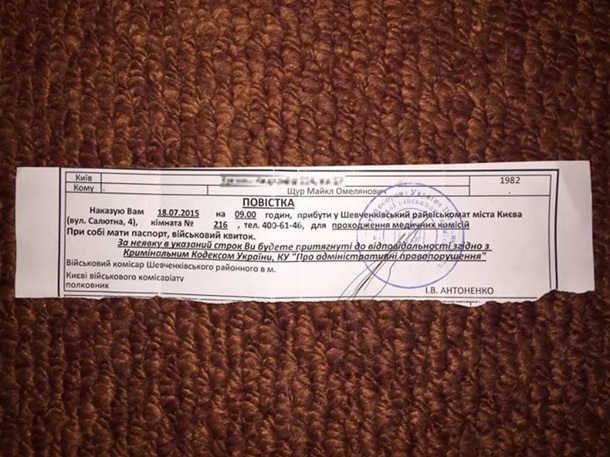 Київ 1982
Кому Щур Майкл Омелянович
ПОВІСТКА
Наказую Вам 18.07.2015 на 09.00 годин, прибути у Шевченківський райвійськомат міста Києва
(вул. Салютна, 4), кімната № 216 , тел. 400-61-46, для проходження медичних комісій
При собі мати паспорт, військовий квиток.
За неявку в указаний строк Ви будете притягнуті до відповідальності згідно з
Кримінальним Кодексом України, КУ "Про адміністративні правопорушення"
Військовий комісар Шевченківського районного в м.
Києві військового комісаріату
полковник І.В. АНТОНЕНКО